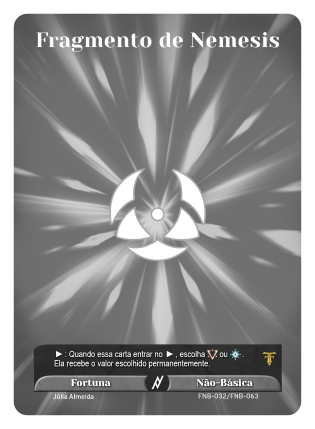 Fragmento de Nemesis
► : Quando essa carta entrar no ► , escolha ou .
Ela recebe o valor escolhido permanentemente.
Fortuna Não-Básica
Júlia Almeida FNB-032/FNB-063